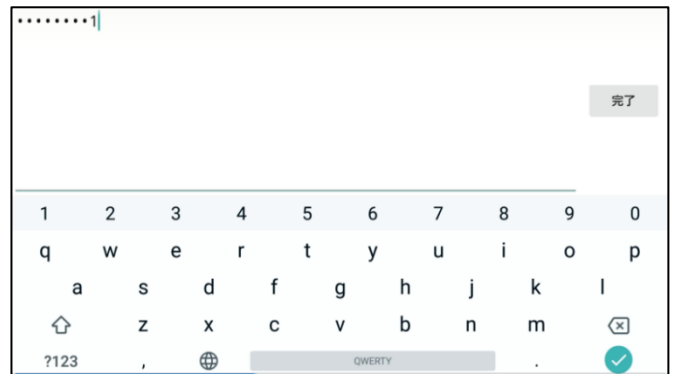 ••••••••1
完了
1 2 3 4 5 6 7 8 9 0
q w e r t y u i o p
a s d f g h j k l
z x c v b n m
?123 , QWERTY .